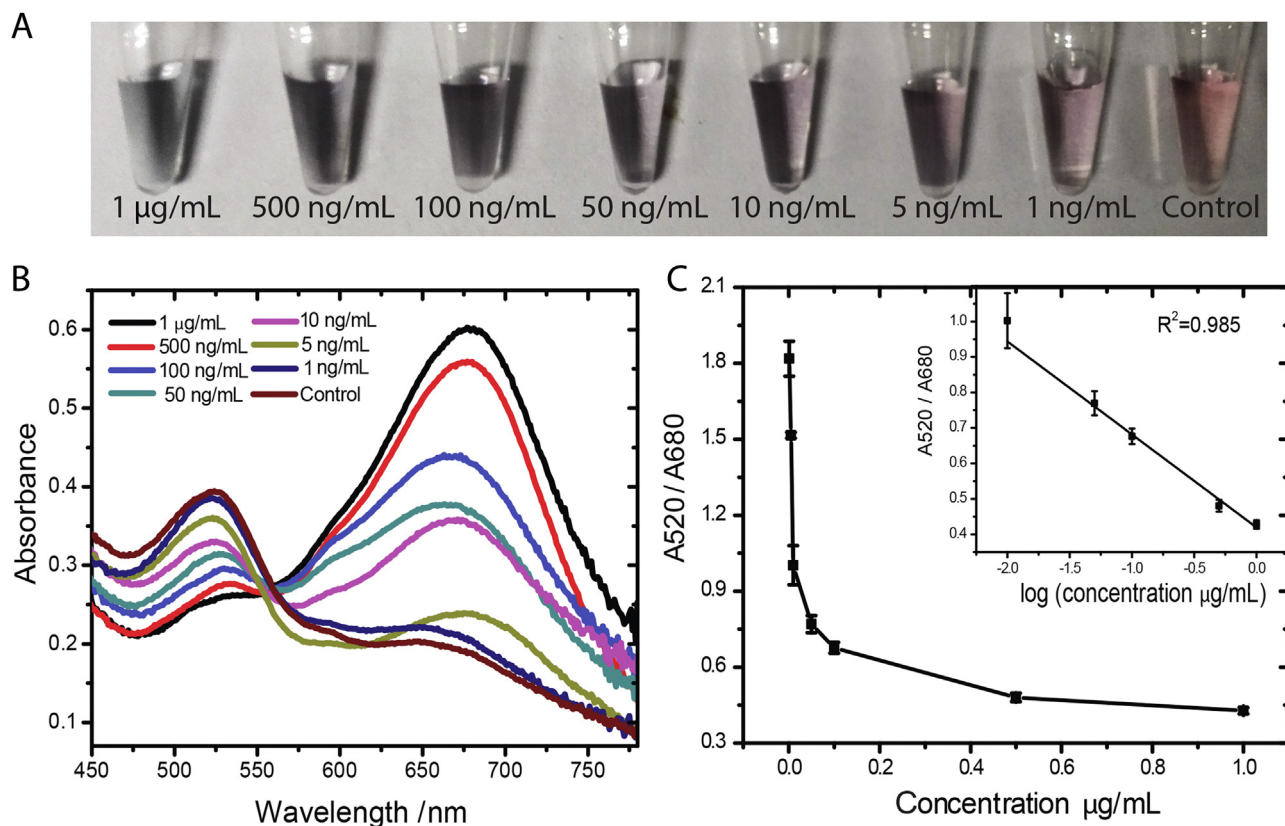 A
1 µg/mL 500 ng/mL 100 ng/mL 50 ng/mL 10 ng/mL 5 ng/mL 1 ng/mL Control
B
Absorbance
0.6
0.5
0.4
0.3
0.2
0.1
1 µg/mL
500 ng/mL
100 ng/mL
50 ng/mL
10 ng/mL
5 ng/mL
1 ng/mL
Control
450 500 550 600 650 700 750
Wavelength /nm
C
A520/A680
2.1
1.8
1.5
1.2
0.9
0.6
0.3
0.0 0.2 0.4 0.6 0.8 1.0
Concentration µg/mL
R²=0.985
A520 / A680
1.0
0.9
0.8
0.7
0.6
0.5
0.4
-2.0 -1.5 -1.0 -0.5 0.0
log (concentration µg/mL)